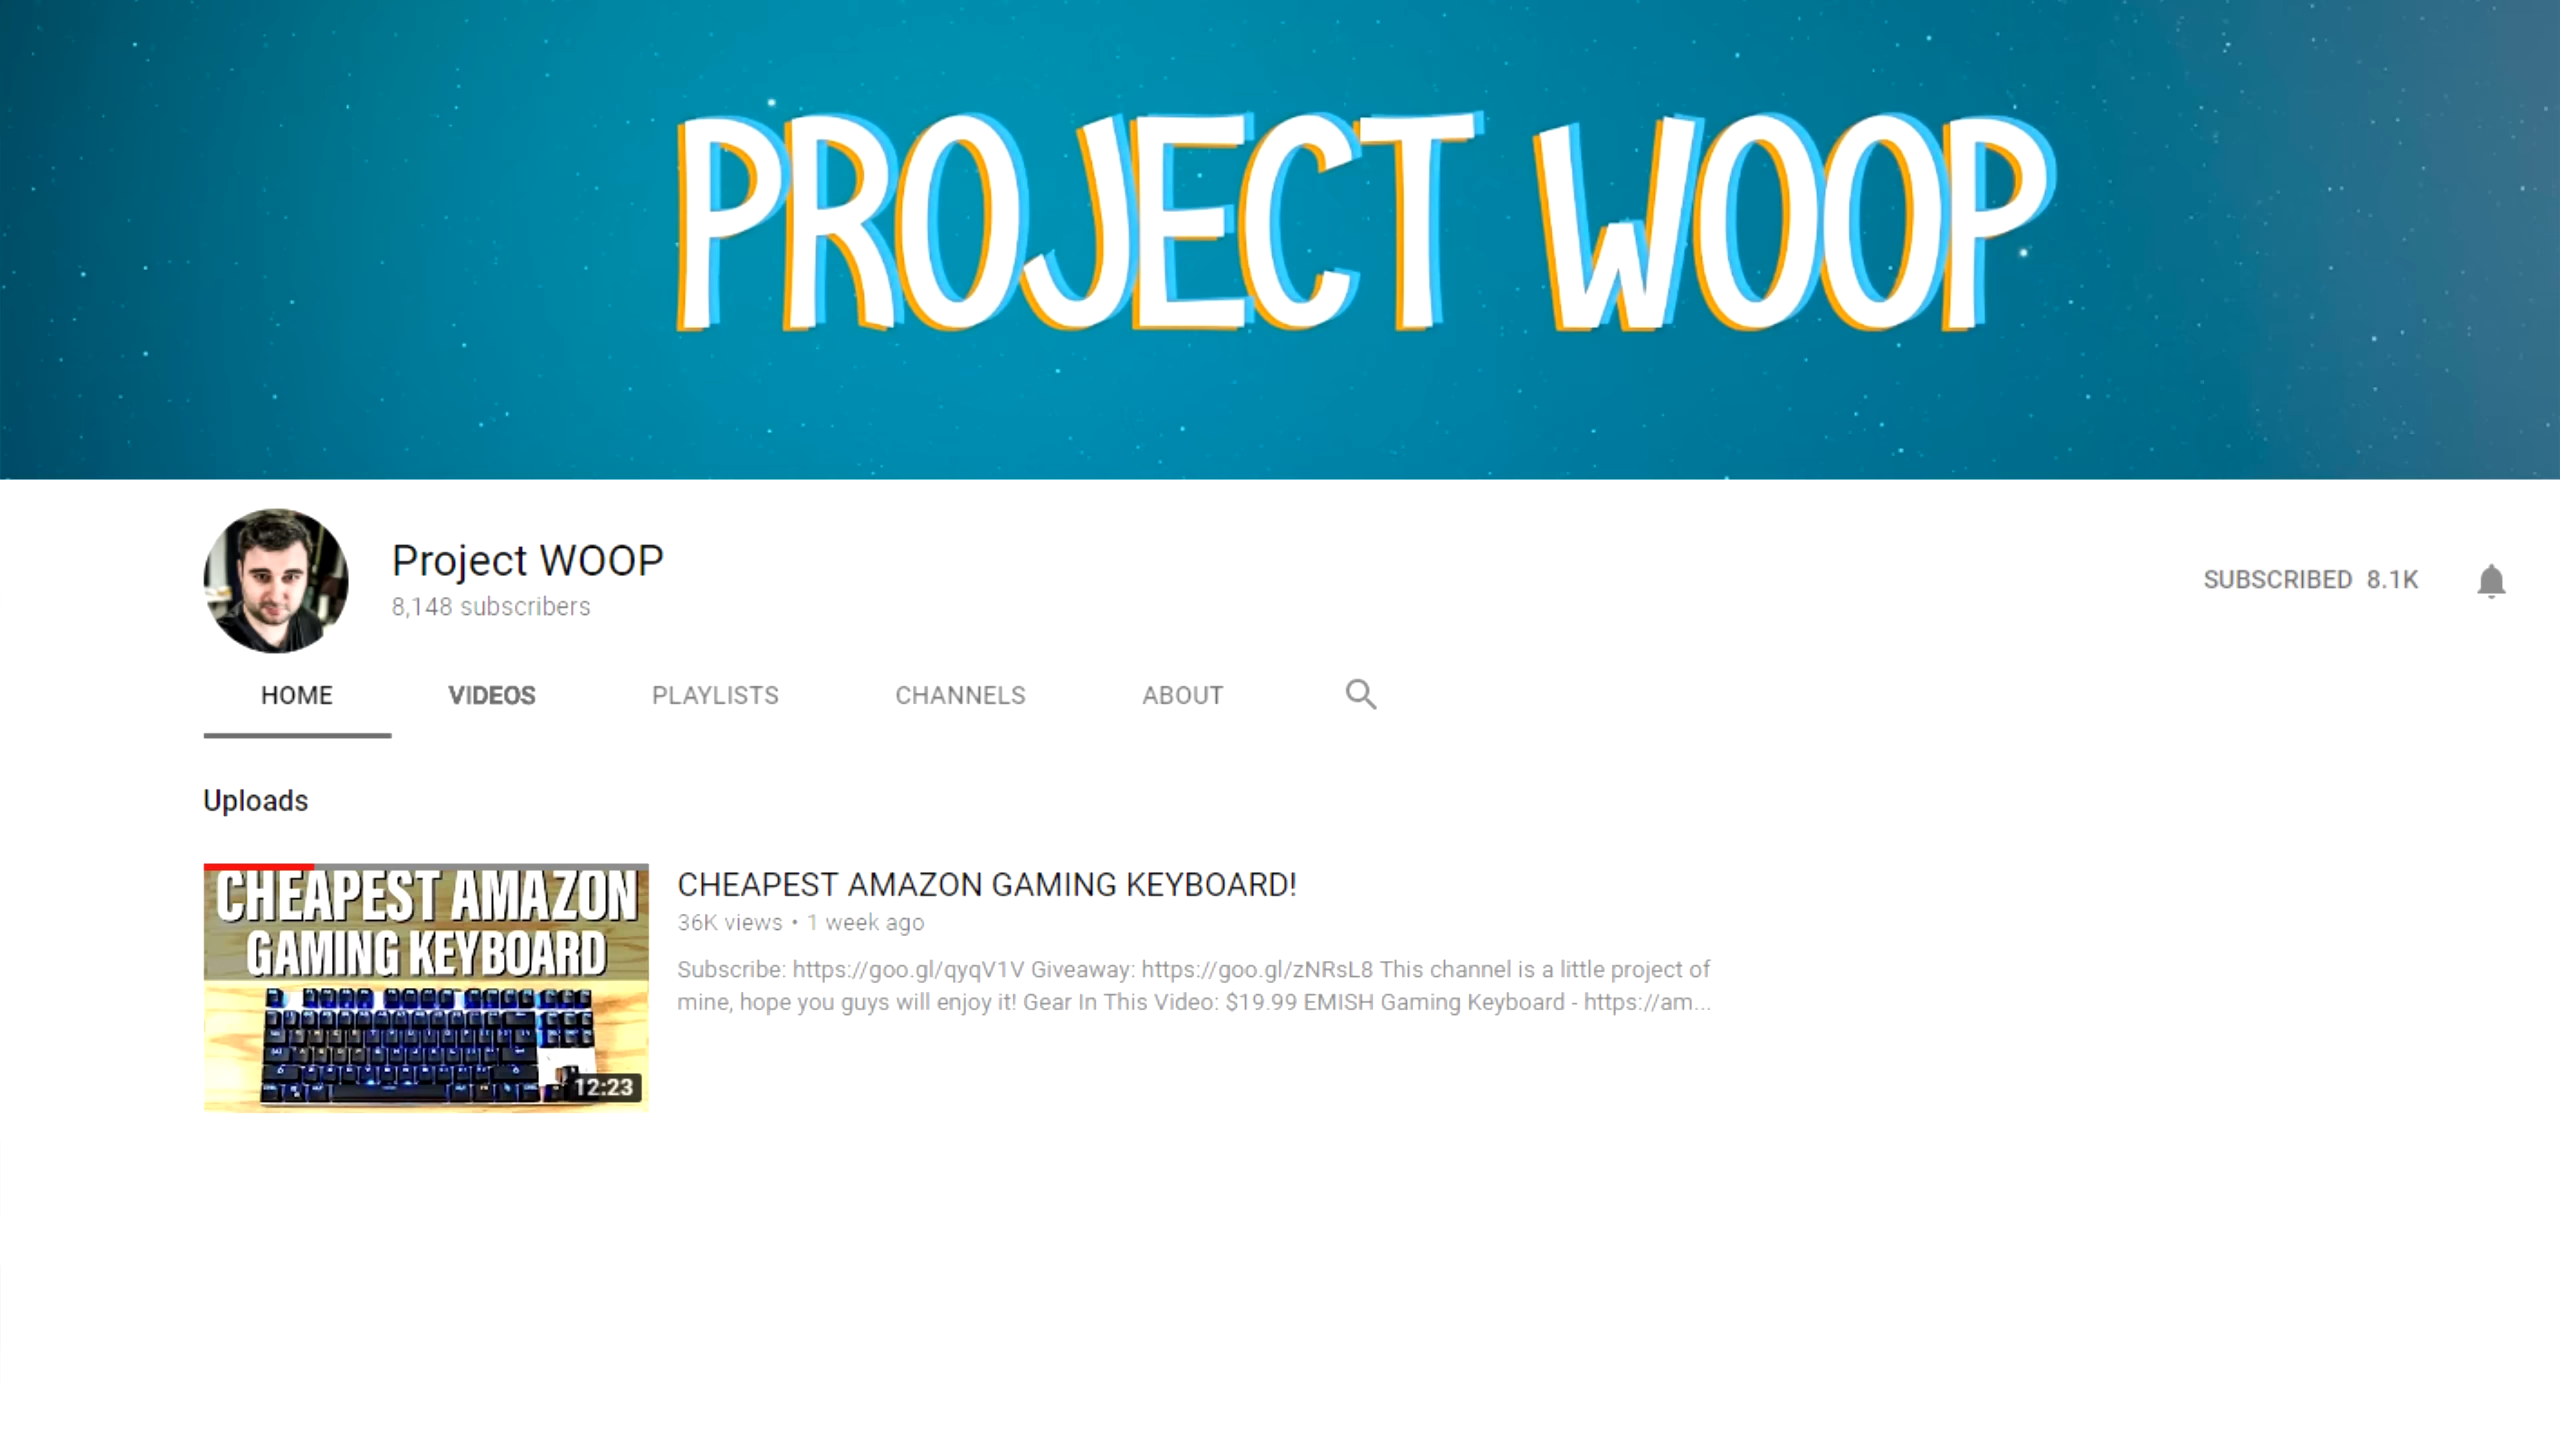 PROJECT WOOP
Project WOOP
8,148 subscribers
SUBSCRIBED 8.1K
HOME VIDEOS PLAYLISTS CHANNELS ABOUT
Uploads
CHEAPEST AMAZON
GAMING KEYBOARD
12:23
CHEAPEST AMAZON GAMING KEYBOARD!
36K views • 1 week ago
Subscribe: https://goo.gl/qyqV1V Giveaway: https://goo.gl/zNRsL8 This channel is a little project of
mine, hope you guys will enjoy it! Gear In This Video: $19.99 EMISH Gaming Keyboard - https://am...